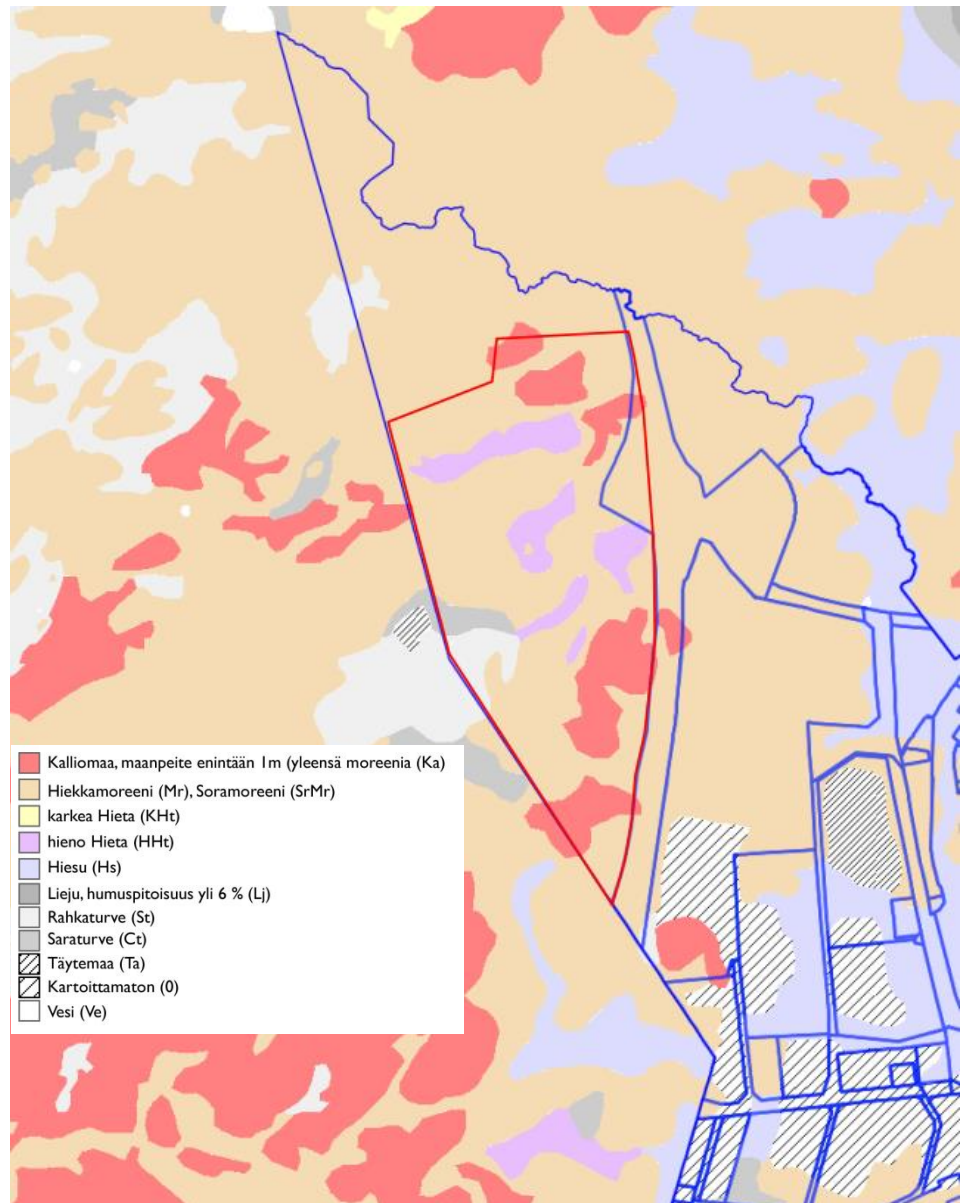 Kalliomaa, maanpeite enintään 1m (yleensä moreenia (Ka)
Hiekkamoreeni (Mr), Soramoreeni (SrMr)
karkea Hieta (KHt)
hieno Hieta (HHt)
Hiesu (Hs)
Lieju, humuspitoisuus yli 6 % (Lj)
Rahkaturve (St)
Saraturve (Ct)
Täytemaa (Ta)
Kartoittamaton (0)
Vesi (Ve)